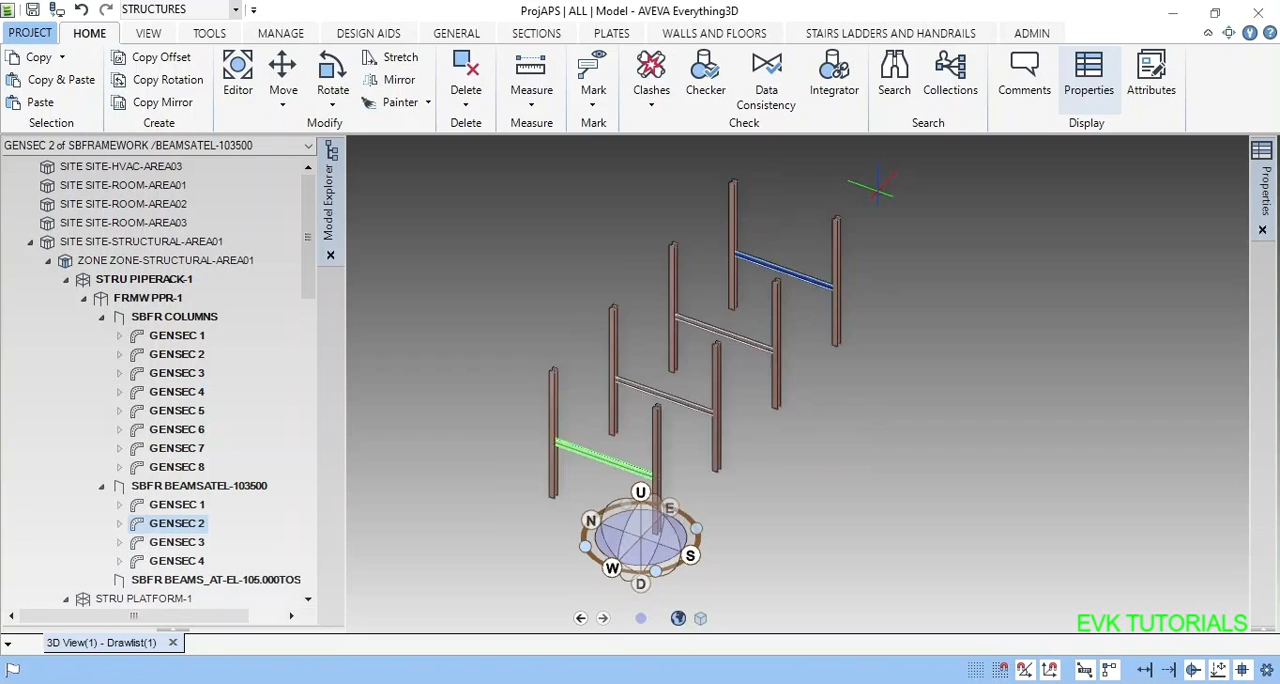 STRUCTURES
ProjAPS | ALL | Model - AVEVA Everything3D
PROJECT HOME VIEW TOOLS MANAGE DESIGN AIDS GENERAL SECTIONS PLATES WALLS AND FLOORS STAIRS LADDERS AND HANDRAILS ADMIN
Copy
Copy & Paste
Paste
Selection
Copy Offset
Copy Rotation
Copy Mirror
Create
Editor
Move
Rotate
Stretch
Mirror
Painter
Modify
Delete
Delete
Measure
Measure
Mark
Mark
Clashes
Checker
Data
Consistency
Integrator
Check
Search
Collections
Search
Comments
Properties
Attributes
Display
GENSEC 2 of SBFRAMEWORK /BEAMSATEL-103500
SITE SITE-HVAC-AREA03
SITE SITE-ROOM-AREA01
SITE SITE-ROOM-AREA02
SITE SITE-ROOM-AREA03
SITE SITE-STRUCTURAL-AREA01
ZONE ZONE-STRUCTURAL-AREA01
STRU PIPERACK-1
FRMW PPR-1
SBFR COLUMNS
GENSEC 1
GENSEC 2
GENSEC 3
GENSEC 4
GENSEC 5
GENSEC 6
GENSEC 7
GENSEC 8
SBFR BEAMSATEL-103500
GENSEC 1
GENSEC 2
GENSEC 3
GENSEC 4
SBFR BEAMS_AT-EL-105.000TOS
STRU PLATFORM-1
Model Explorer
Properties
U
E
N
S
W
D
EVK TUTORIALS
3D View(1) - Drawlist(1)